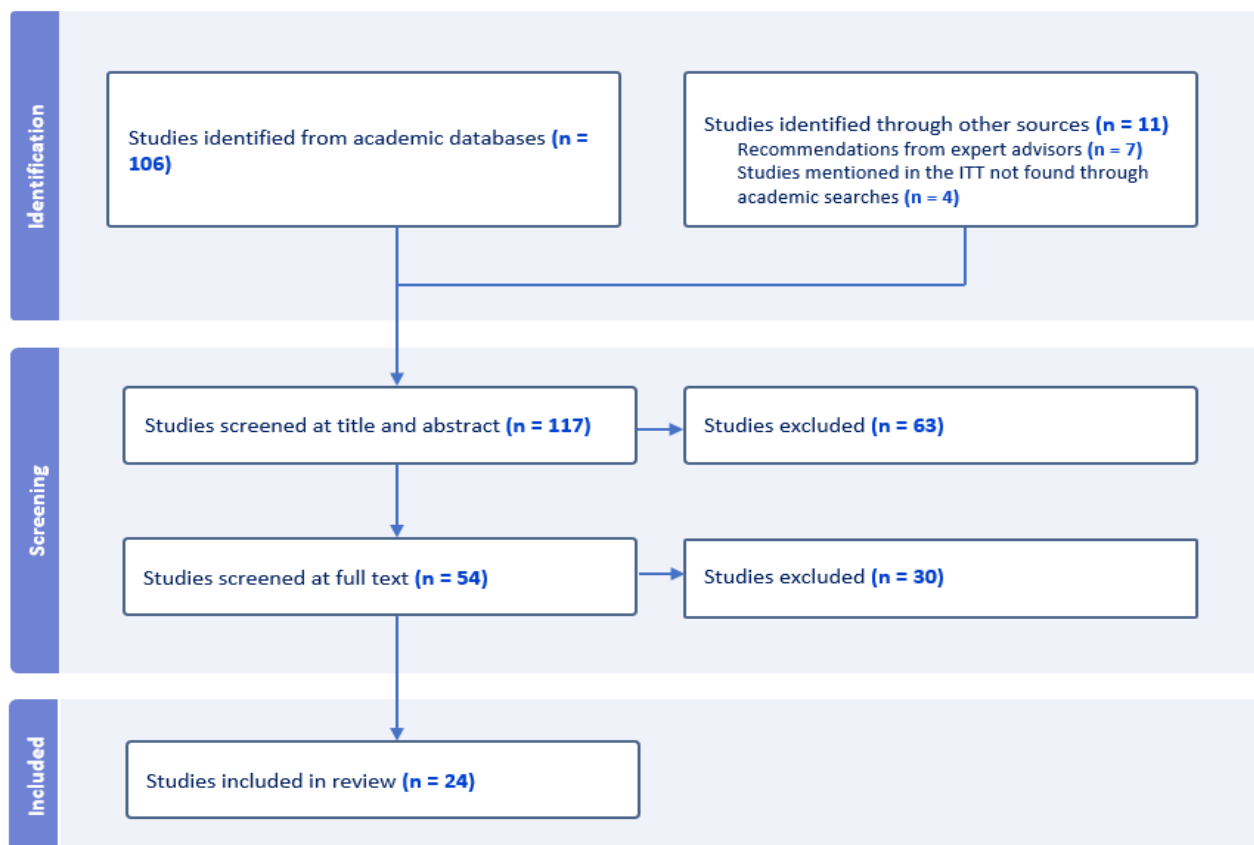 Identification
Studies identified from academic databases (n =
106)
Studies identified through other sources (n = 11)
Recommendations from expert advisors (n = 7)
Studies mentioned in the ITT not found through
academic searches (n = 4)
Screening
Studies screened at title and abstract (n = 117)
Studies excluded (n = 63)
Studies screened at full text (n = 54)
Studies excluded (n = 30)
Included
Studies included in review (n = 24)